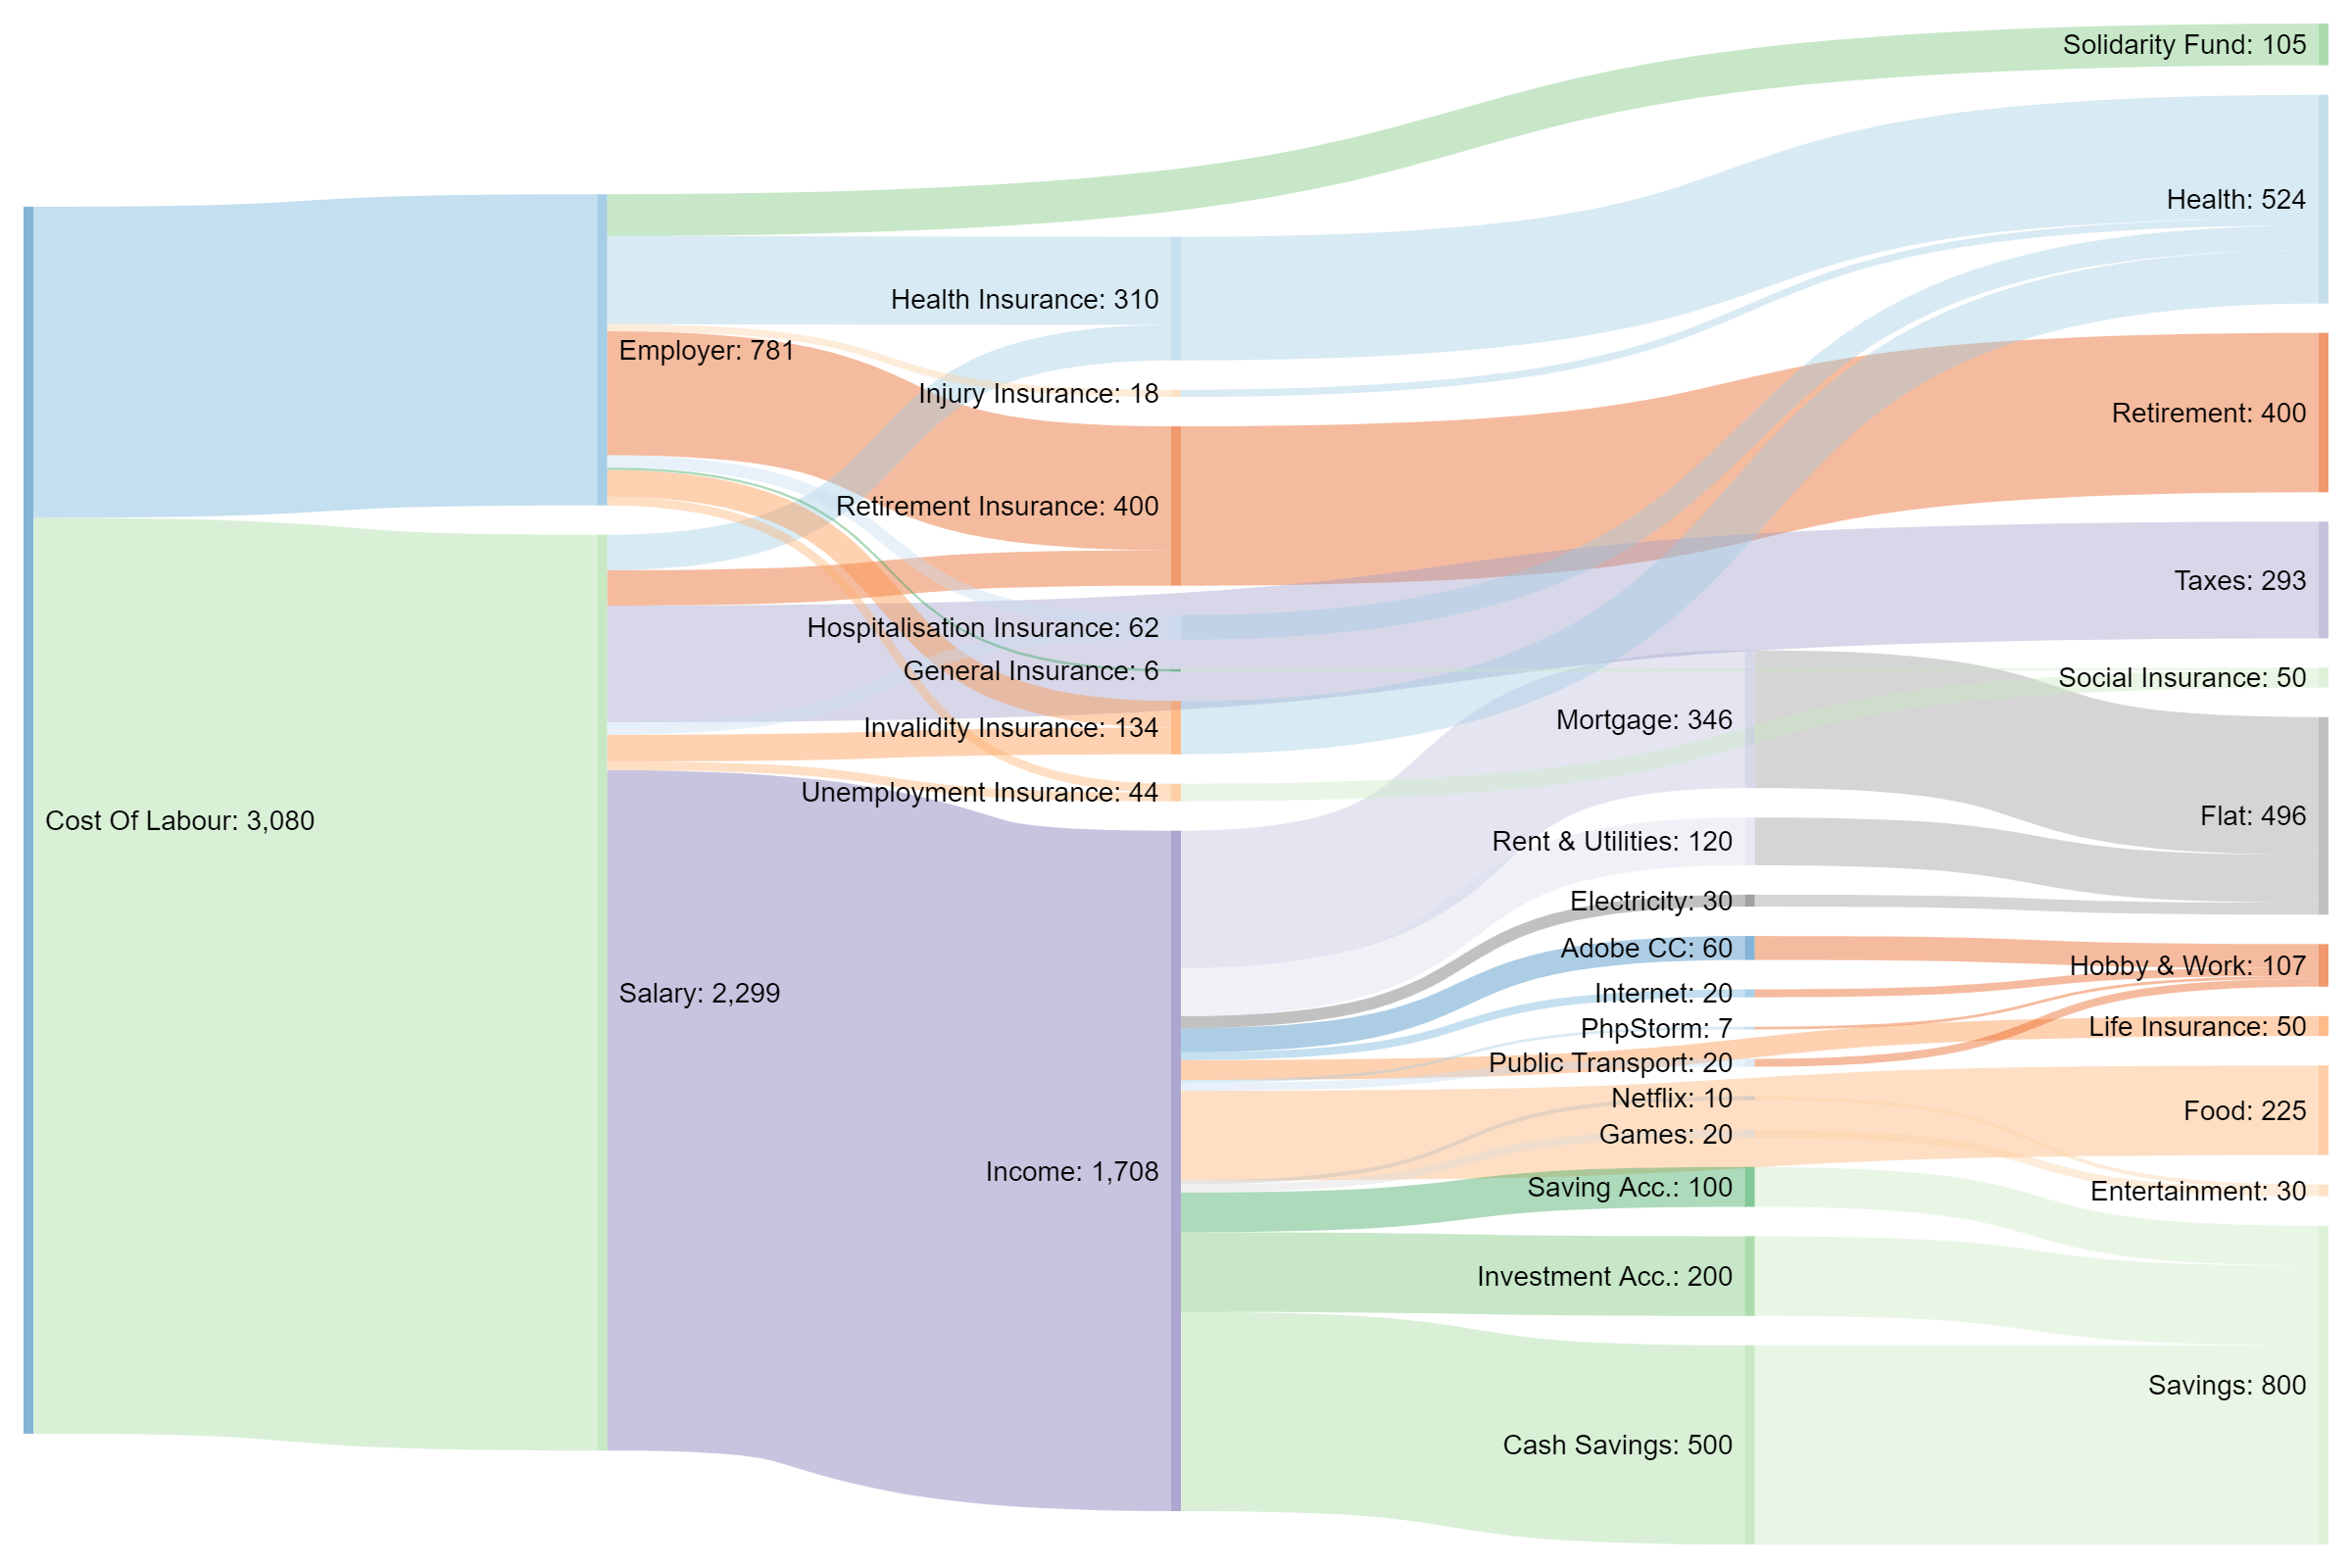 Cost Of Labour: 3,080
Employer: 781
Salary: 2,299
Health Insurance: 310
Injury Insurance: 18
Retirement Insurance: 400
Hospitalisation Insurance: 62
General Insurance: 6
Invalidity Insurance: 134
Unemployment Insurance: 44
Income: 1,708
Mortgage: 346
Rent & Utilities: 120
Electricity: 30
Adobe CC: 60
Internet: 20
PhpStorm: 7
Public Transport: 20
Netflix: 10
Games: 20
Saving Acc.: 100
Investment Acc.: 200
Cash Savings: 500
Solidarity Fund: 105
Health: 524
Retirement: 400
Taxes: 293
Social Insurance: 50
Flat: 496
Hobby & Work: 107
Life Insurance: 50
Food: 225
Entertainment: 30
Savings: 800